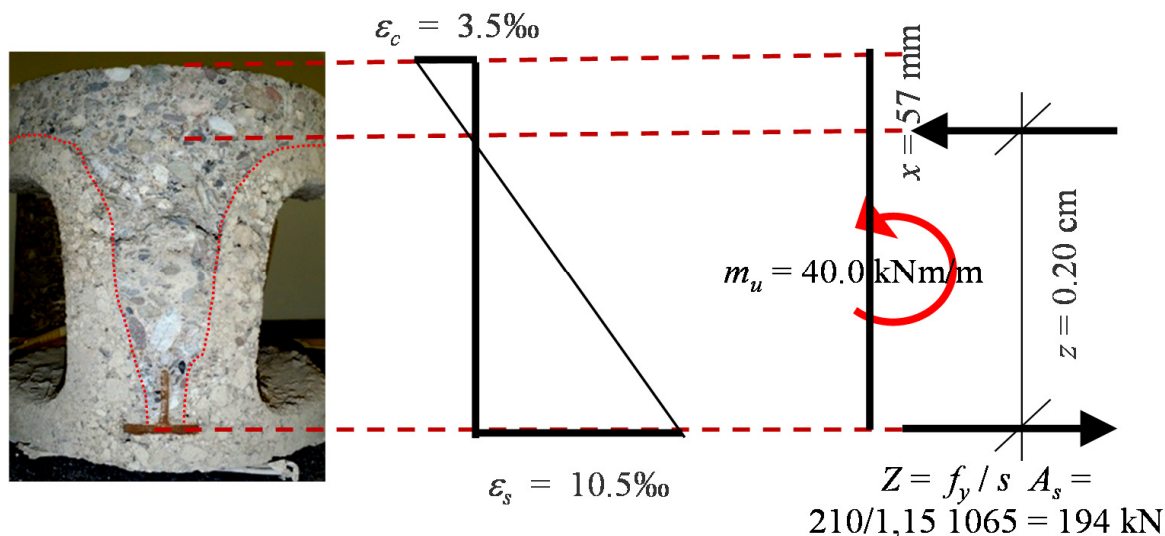 εc = 3.5‰
x = 57 mm
mu = 40.0 kNm/m
z = 0.20 cm
εs = 10.5‰
Z = fy / s As =
210/1,15 1065 = 194 kN